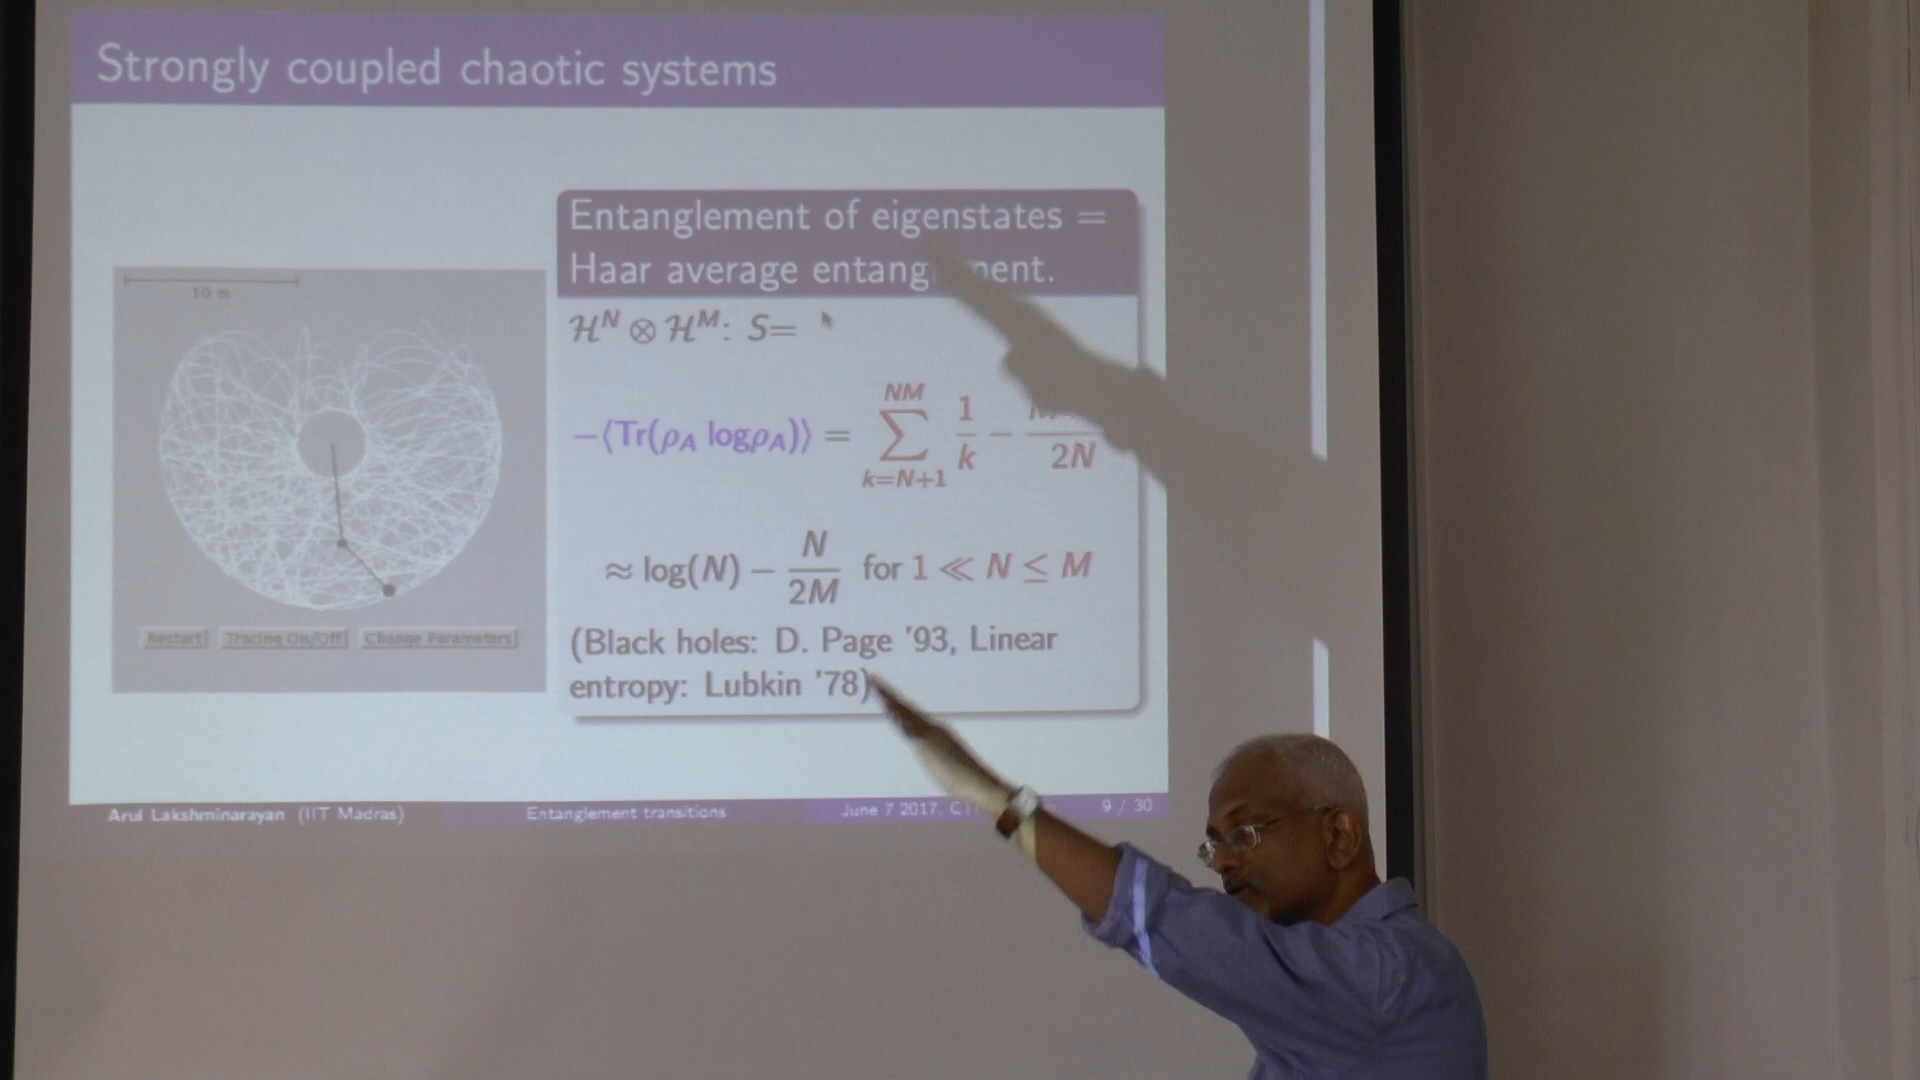 Strongly coupled chaotic systems
Entanglement of eigenstates =
Haar average
10 m
ℋᴺ ⊗ ℋᴹ: S=
−⟨Tr(ρ_A logρ_A)⟩ = ∑_{k=N+1}^{NM} 1/k − 2N
≈ log(N) − N/2M for 1 ≪ N ≤ M
(Black holes: D. Page '93, Linear
entropy: Lubkin '78)
Restart Tracing On/Off Change Parameters
Arul Lakshminarayan (IIT Madras) Entanglement transitions June 7 2017, 9 / 30